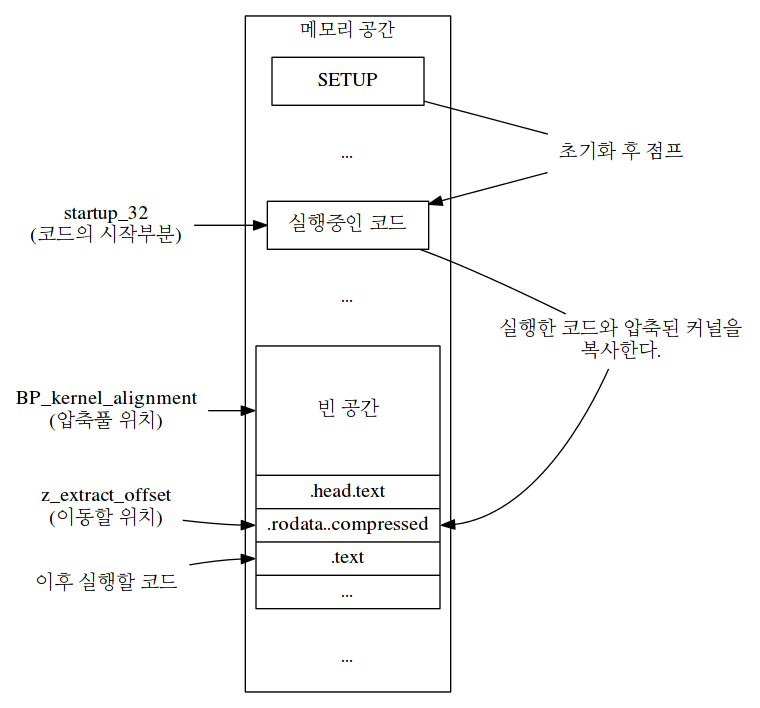 메모리 공간
SETUP
...
초기화 후 점프
startup_32
(코드의 시작부분)
실행중인 코드
...
실행한 코드와 압축된 커널을
복사한다.
BP_kernel_alignment
(압축풀 위치)
빈 공간
.head.text
z_extract_offset
(이동할 위치)
.rodata..compressed
.text
이후 실행할 코드
...
...